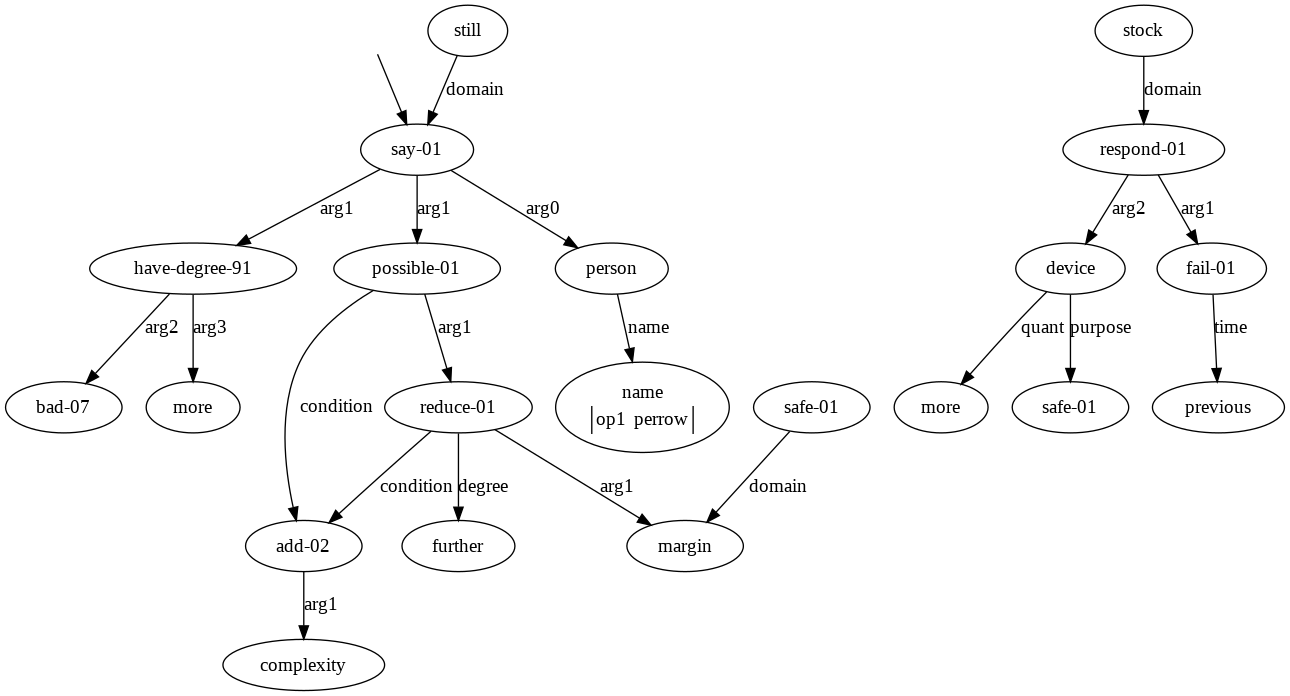 still
stock
domain
domain
say-01
respond-01
arg1
arg1
arg0
arg2
arg1
have-degree-91
possible-01
person
device
fail-01
arg2
arg3
arg1
name
quant
purpose
time
bad-07
more
condition
reduce-01
name
op1 perrow
safe-01
more
safe-01
previous
condition
degree
arg1
domain
add-02
further
margin
arg1
complexity